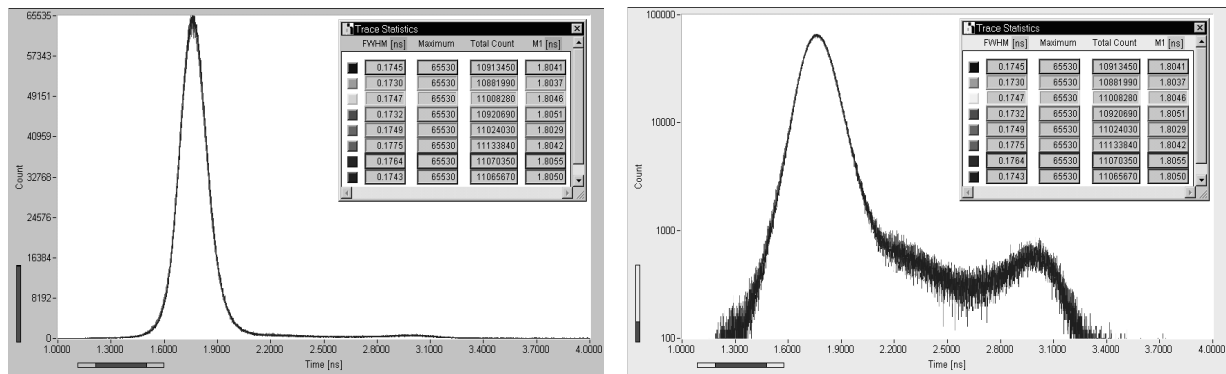 65535-
57343-
49151-
40959-
Count
32768-
24576-
16384-
8192-
0-
1.0000 1.3000 1.6000 1.9000 2.2000 2.5000 2.8000 3.1000 3.4000 3.7000 4.0000
Time [ns]
Trace Statistics
FWHM [ns] Maximum Total Count M1 [ns]
0.1745 65530 10913450 1.8041
0.1730 65530 10881990 1.8037
0.1747 65530 11008280 1.8046
0.1732 65530 10920690 1.8051
0.1749 65530 11024030 1.8029
0.1775 65530 11133840 1.8042
0.1764 65530 11070350 1.8055
0.1743 65530 11065670 1.8050
100000-
10000-
Count
1000-
100-
1.0000 1.3000 1.6000 1.9000 2.2000 2.5000 2.8000 3.1000 3.4000 3.7000 4.0000
Time [ns]
Trace Statistics
FWHM [ns] Maximum Total Count M1 [ns]
0.1745 65530 10913450 1.8041
0.1730 65530 10881990 1.8037
0.1747 65530 11008280 1.8046
0.1732 65530 10920690 1.8051
0.1749 65530 11024030 1.8029
0.1775 65530 11133840 1.8042
0.1764 65530 11070350 1.8055
0.1743 65530 11065670 1.8050